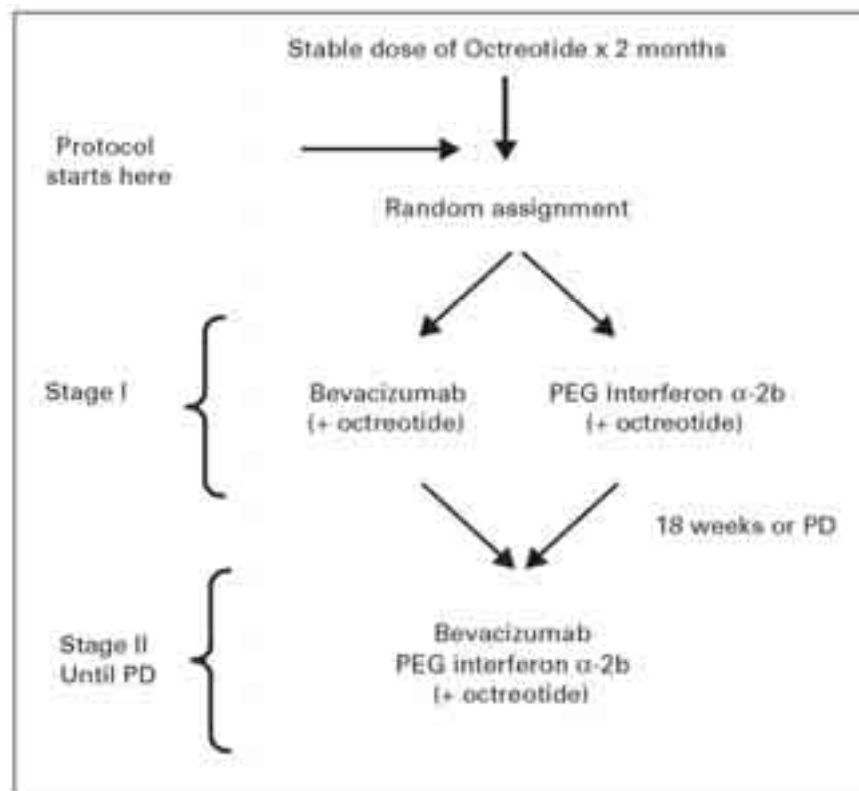 Stable dose of Octreotide x 2 months
Protocol
starts here
Random assignment
Stage I
Bevacizumab
(+ octreotide)
PEG Interferon α-2b
(+ octreotide)
18 weeks or PD
Stage II
Until PD
Bevacizumab
PEG interferon α-2b
(+ octreotide)